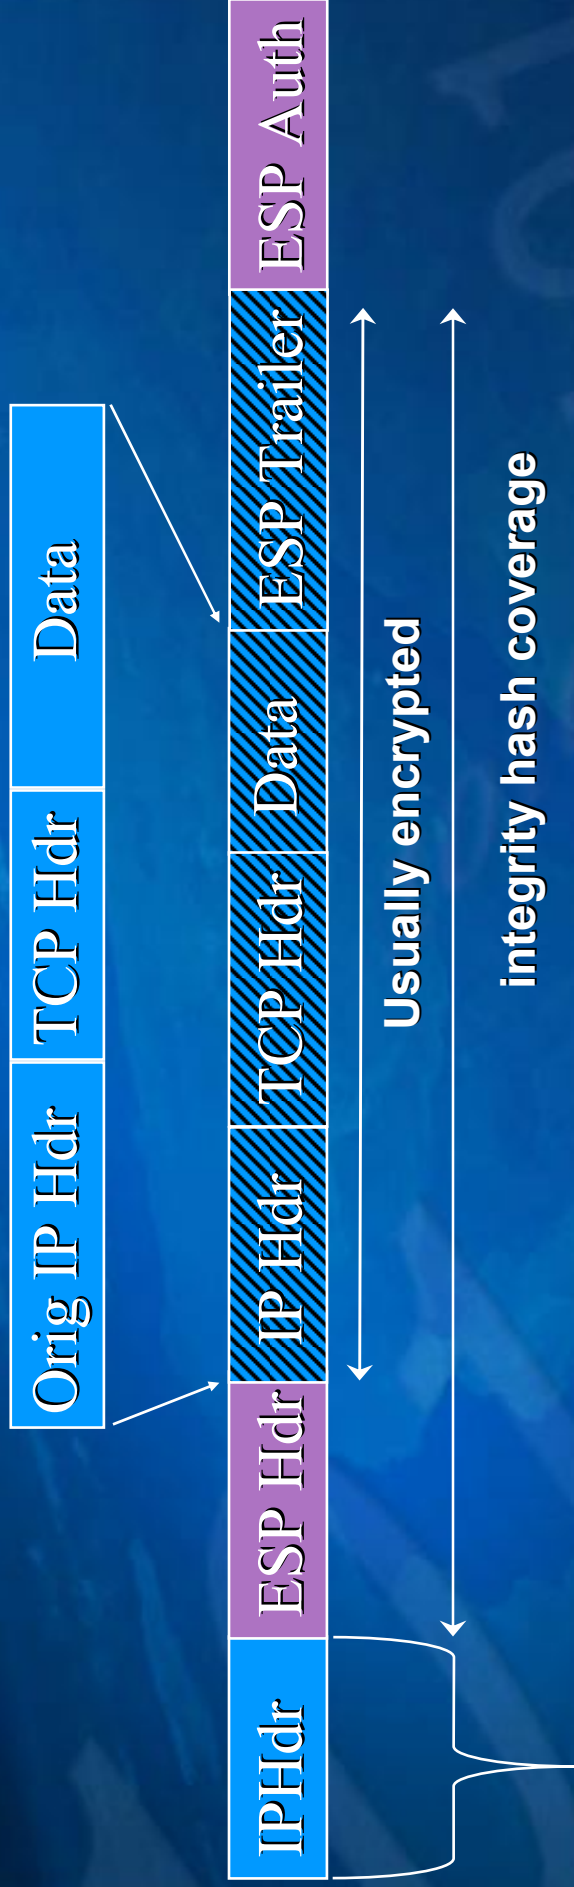 Orig IP Hdr
TCP Hdr
Data
IPHdr
ESP Hdr
IP Hdr
TCP Hdr
Data
ESP Trailer
ESP Auth
Usually encrypted
integrity hash coverage